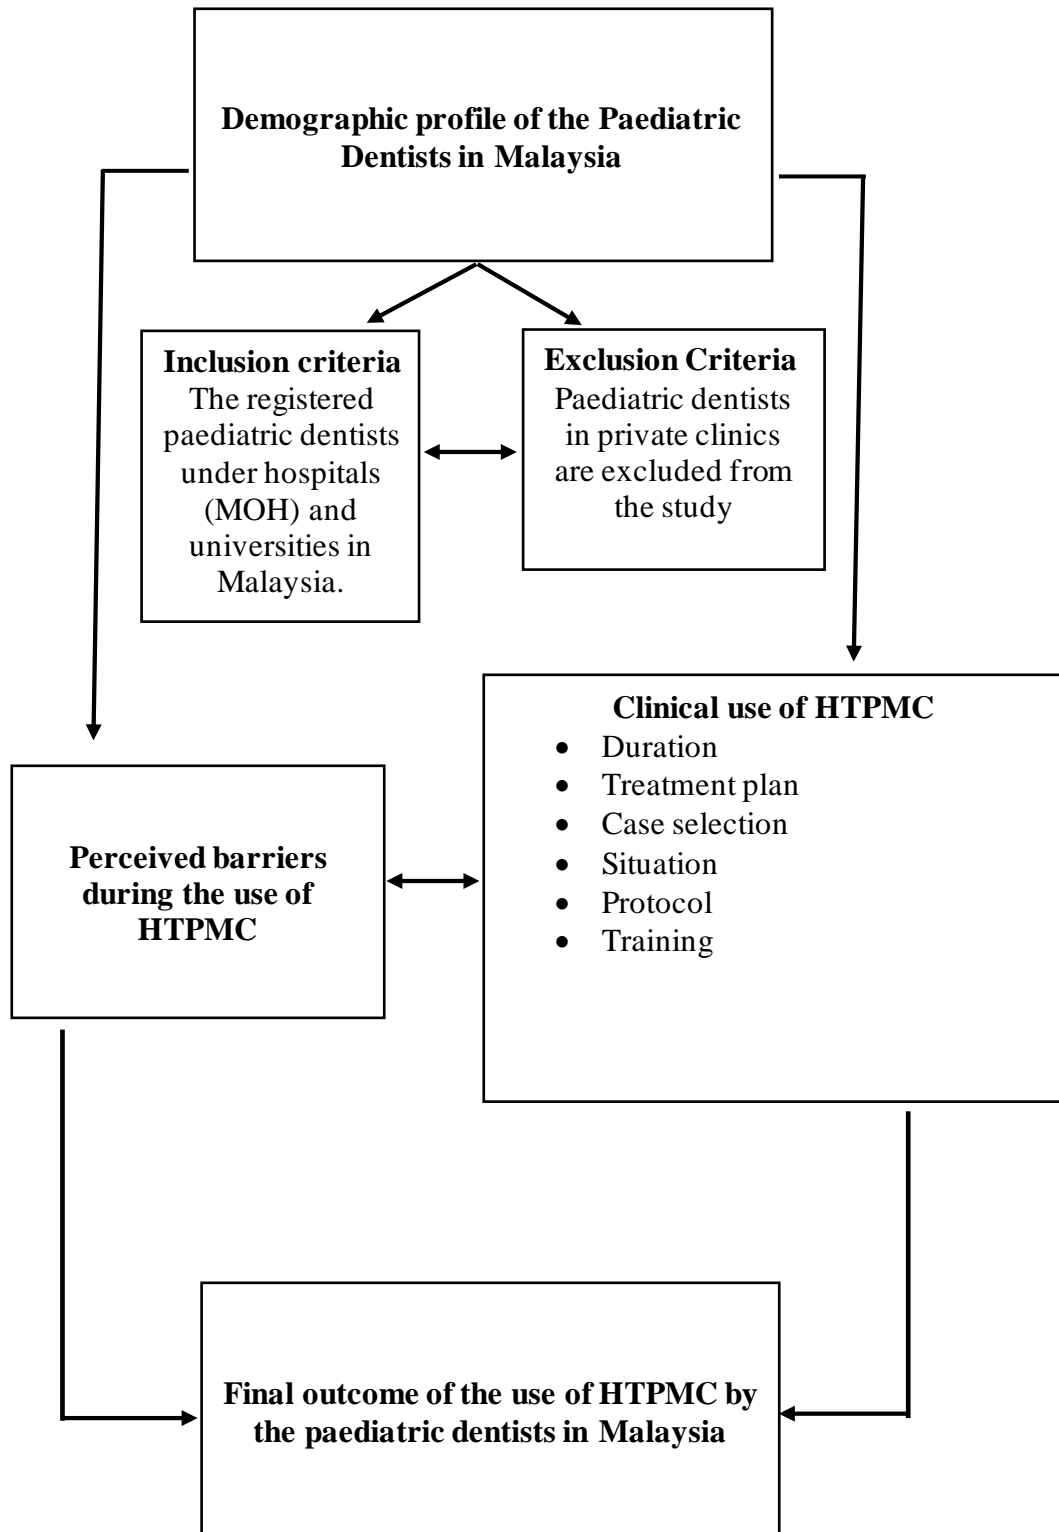 Demographic profile of the Paediatric
Dentists in Malaysia
Inclusion criteria
The registered
paediatric dentists
under hospitals
(MOH) and
universities in
Malaysia.
Exclusion Criteria
Paediatric dentists
in private clinics
are excluded from
the study
Clinical use of HTPMC
• Duration
• Treatment plan
• Case selection
• Situation
• Protocol
• Training
Perceived barriers
during the use of
HTPMC
Final outcome of the use of HTPMC by
the paediatric dentists in Malaysia